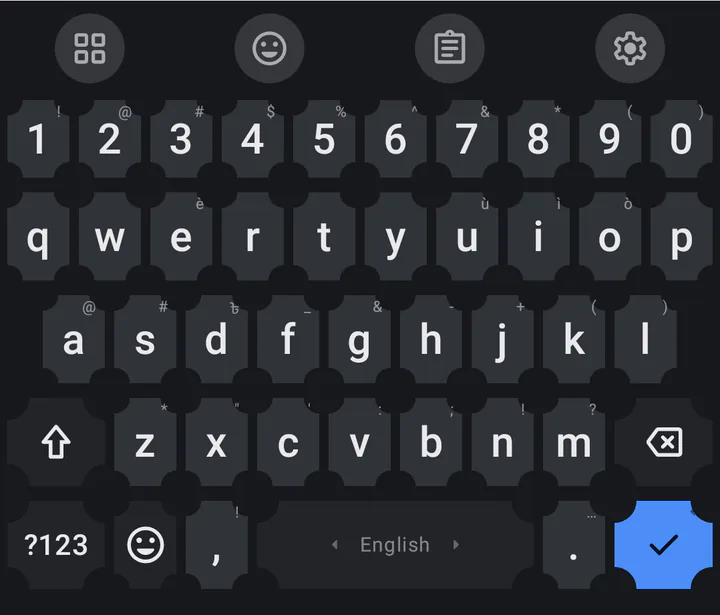 ! @ # $ % ^ & * ( )
1 2 3 4 5 6 7 8 9 0
è ù ì ò
q w e r t y u i o p
@ # _ & - + ( )
a s d f g h j k l
* " ' : ; ! ?
z x c v b n m
! …
?123 , English .